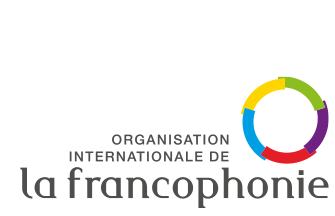 ORGANISATION
INTERNATIONALE DE
la francophonie